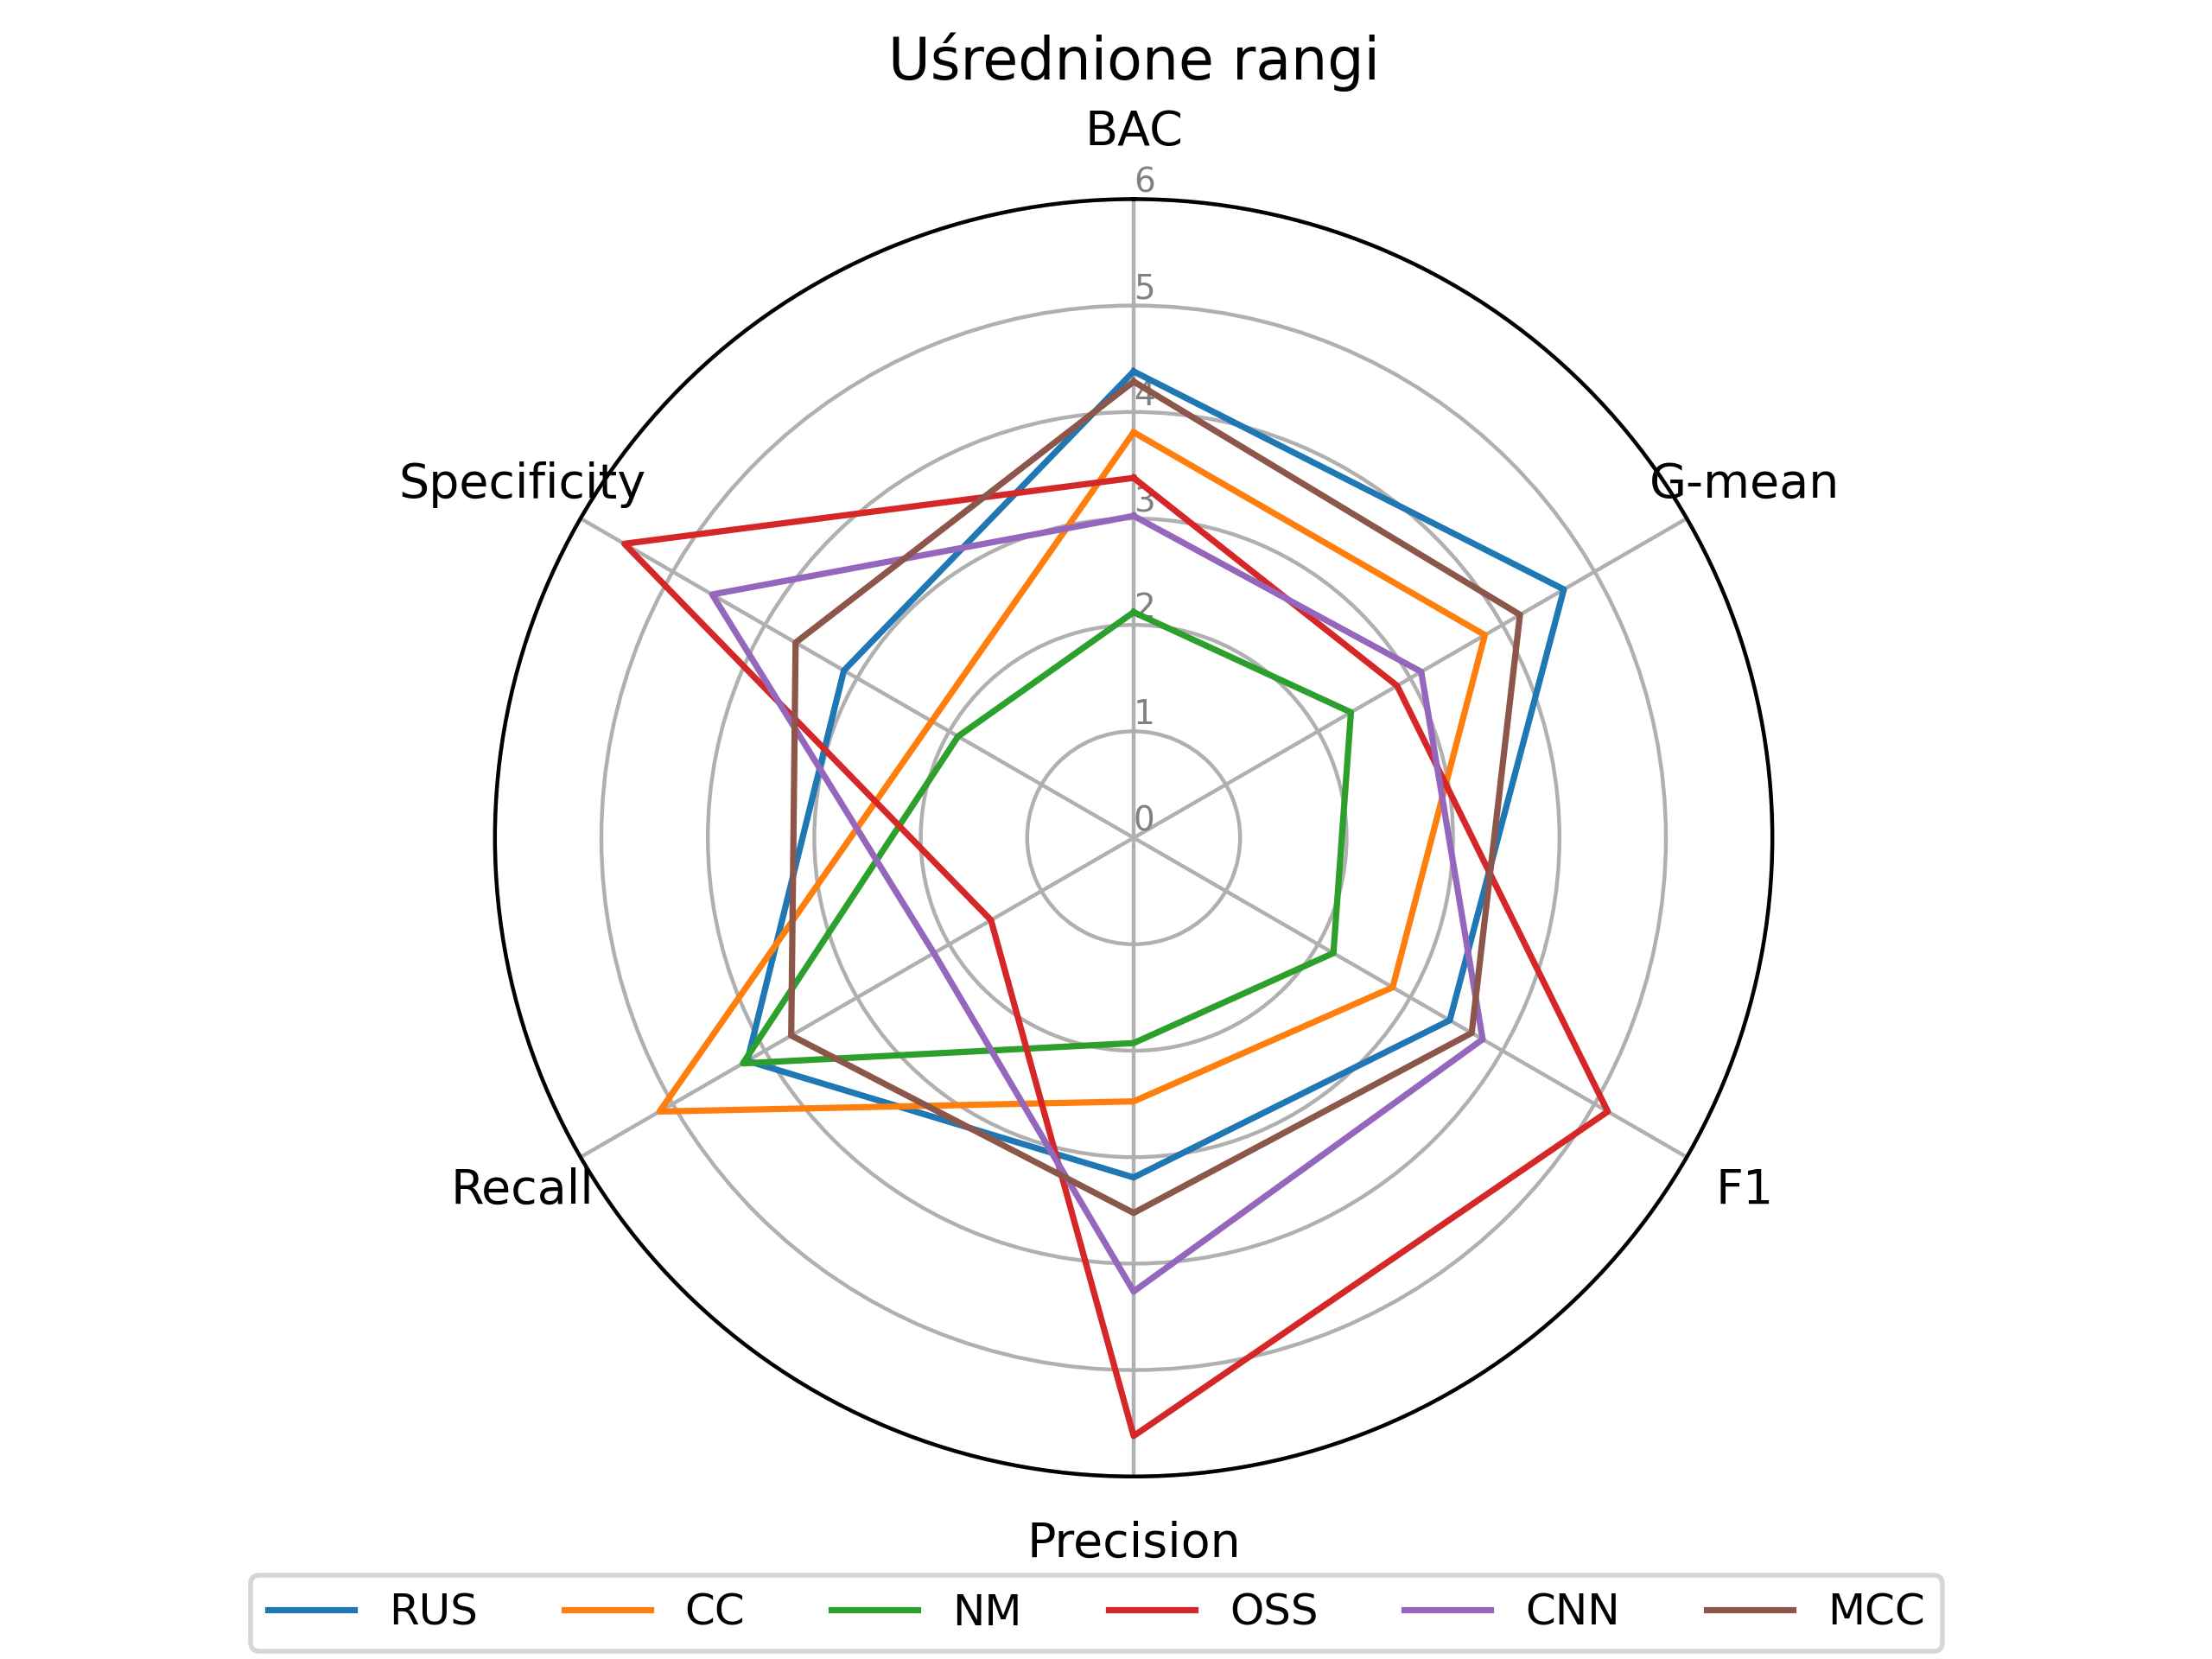 Uśrednione rangi
BAC
6
5
4
3
2
1
0
Specificity
G-mean
Recall
F1
Precision
RUS CC NM OSS CNN MCC